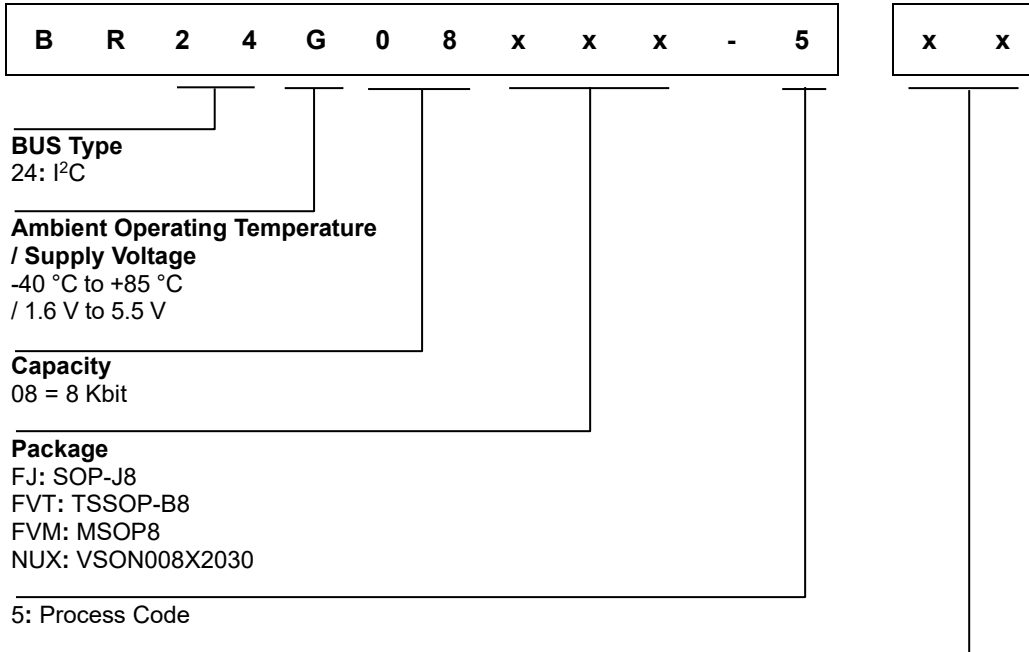 B R 2 4 G 0 8 x x x - 5 x x
BUS Type
24: I²C
Ambient Operating Temperature
/ Supply Voltage
-40 °C to +85 °C
/ 1.6 V to 5.5 V
Capacity
08 = 8 Kbit
Package
FJ: SOP-J8
FVT: TSSOP-B8
FVM: MSOP8
NUX: VSON008X2030
5: Process Code